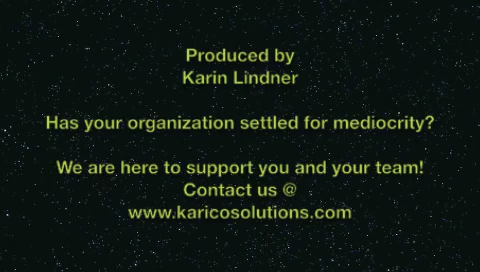 Produced by
Karin Lindner
Has your organization settled for mediocrity?
We are here to support you and your team!
Contact us @
www.karicosolutions.com